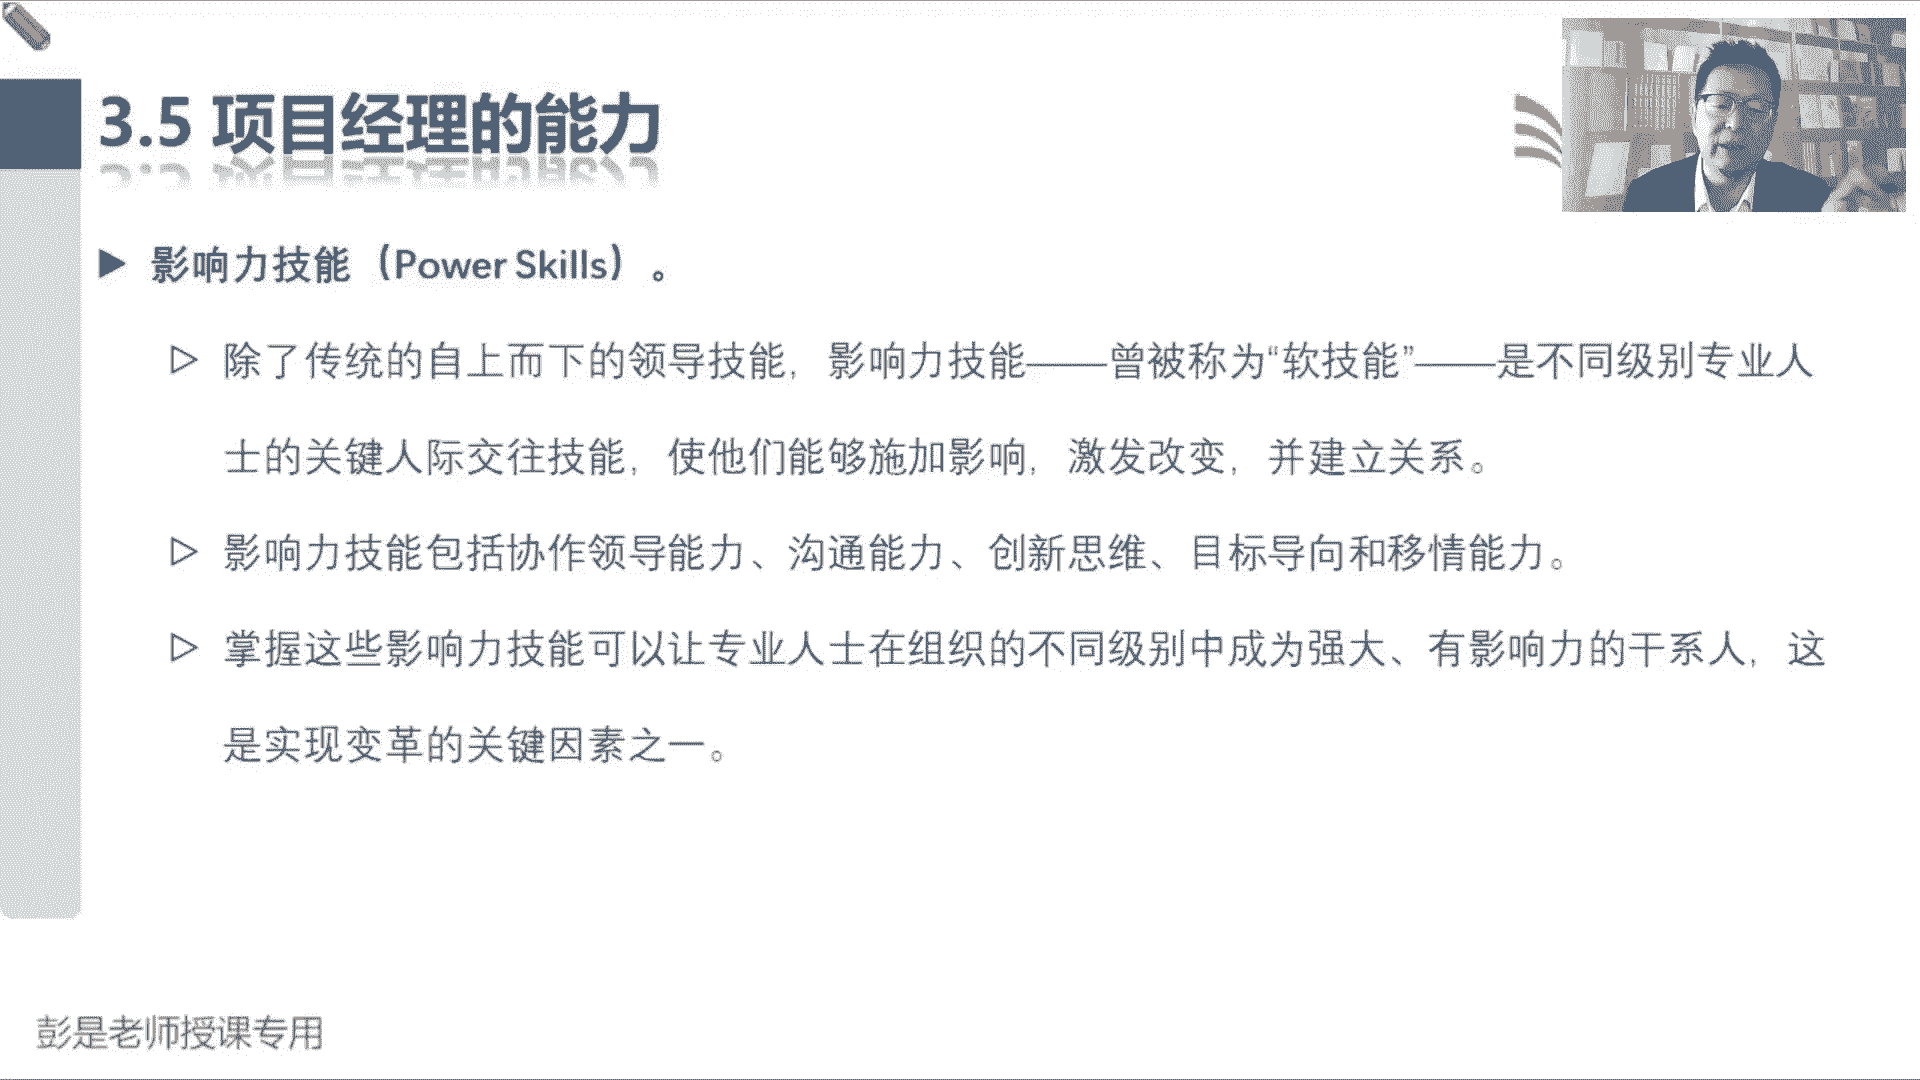 3.5 项目经理的能力
影响力技能（Power Skills）。
除了传统的自上而下的领导技能，影响力技能——曾被称为“软技能”——是不同级别专业人
士的关键人际交往技能，使他们能够施加影响，激发改变，并建立关系。
影响力技能包括协作领导能力、沟通能力、创新思维、目标导向和移情能力。
掌握这些影响力技能可以让专业人士在组织的不同级别中成为强大、有影响力的干系人，这
是实现变革的关键因素之一。
彭是老师授课专用